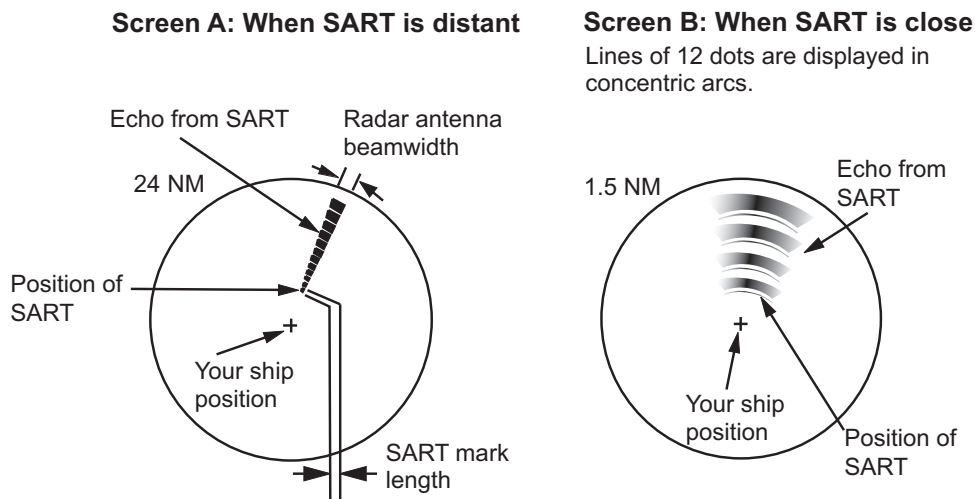 Screen A: When SART is distant
Echo from SART
Radar antenna
beamwidth
24 NM
Position of
SART
Your ship
position
SART mark
length
Screen B: When SART is close
Lines of 12 dots are displayed in
concentric arcs.
1.5 NM
Echo from
SART
Your ship
position
Position of
SART